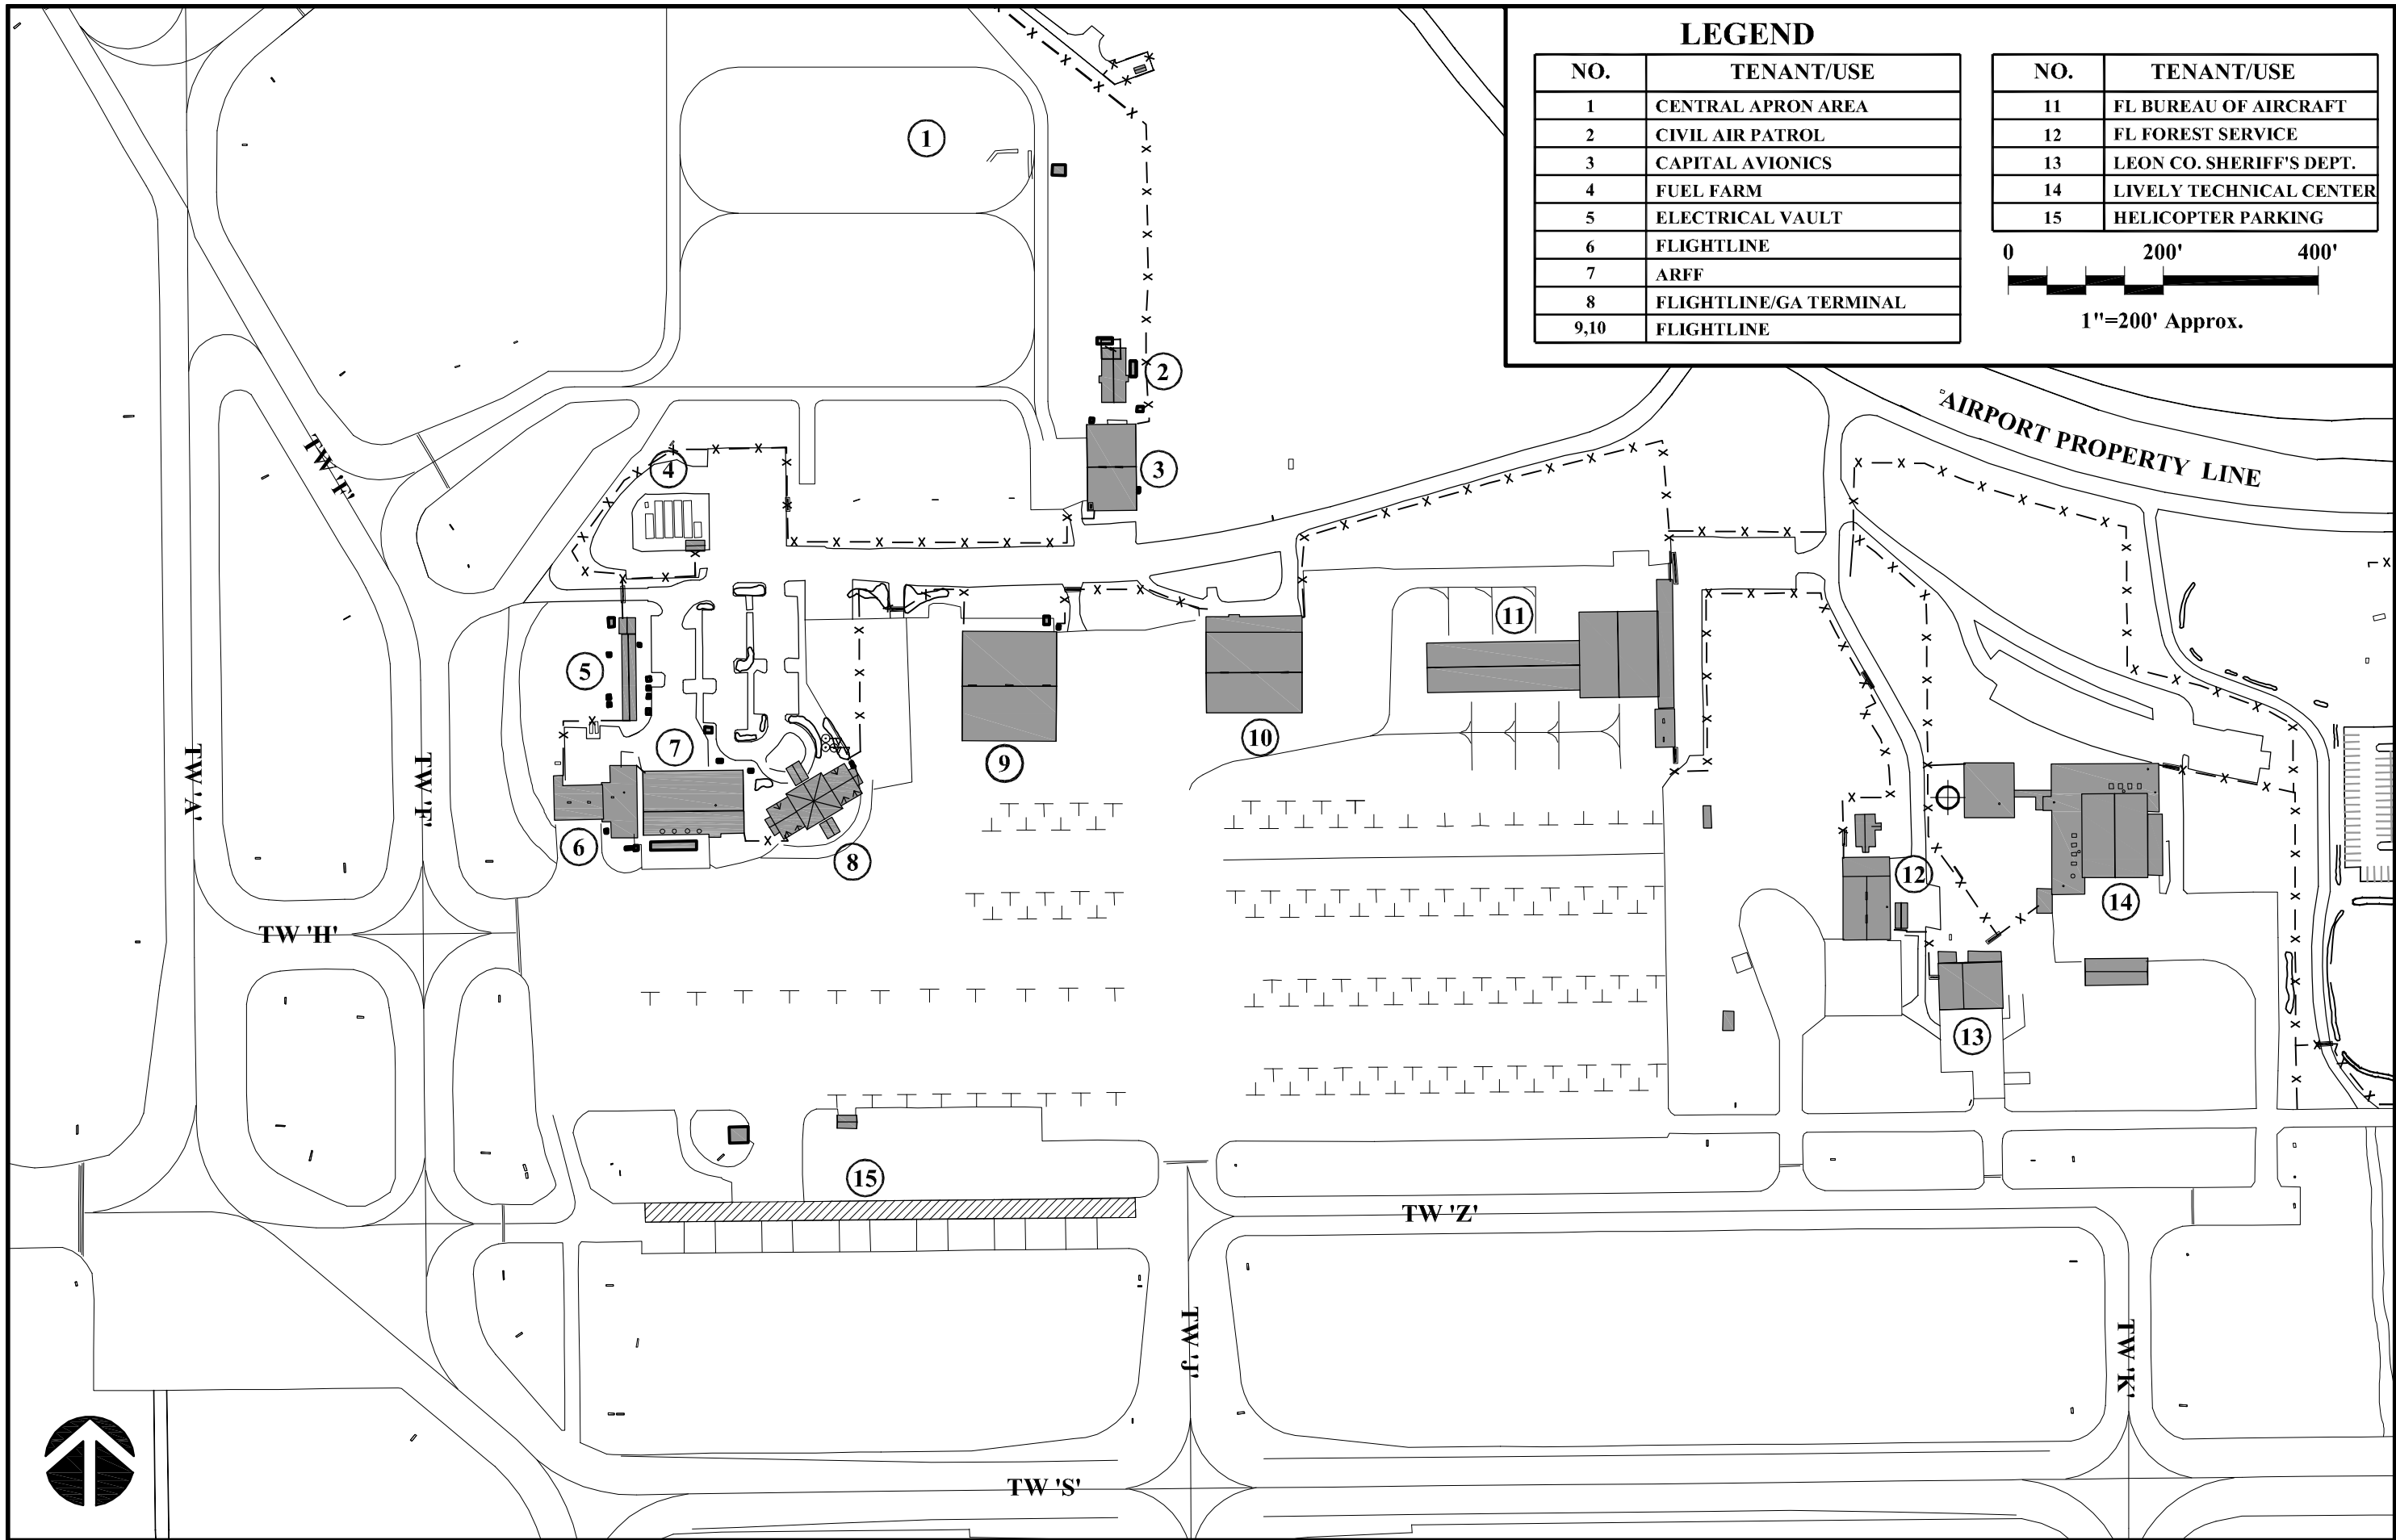 LEGEND
NO. TENANT/USE
1 CENTRAL APRON AREA
2 CIVIL AIR PATROL
3 CAPITAL AVIONICS
4 FUEL FARM
5 ELECTRICAL VAULT
6 FLIGHTLINE
7 ARFF
8 FLIGHTLINE/GA TERMINAL
9,10 FLIGHTLINE
NO. TENANT/USE
11 FL BUREAU OF AIRCRAFT
12 FL FOREST SERVICE
13 LEON CO. SHERIFF'S DEPT.
14 LIVELY TECHNICAL CENTER
15 HELICOPTER PARKING
0 200' 400'
1"=200' Approx.
1
2
AIRPORT PROPERTY LINE
TW 'F'
4
3
11
5
10
7
9
TW 'A'
TW 'F'
6
8
12
14
TW 'H'
13
15
TW 'Z'
TW 'J'
TW 'K'
TW 'S'